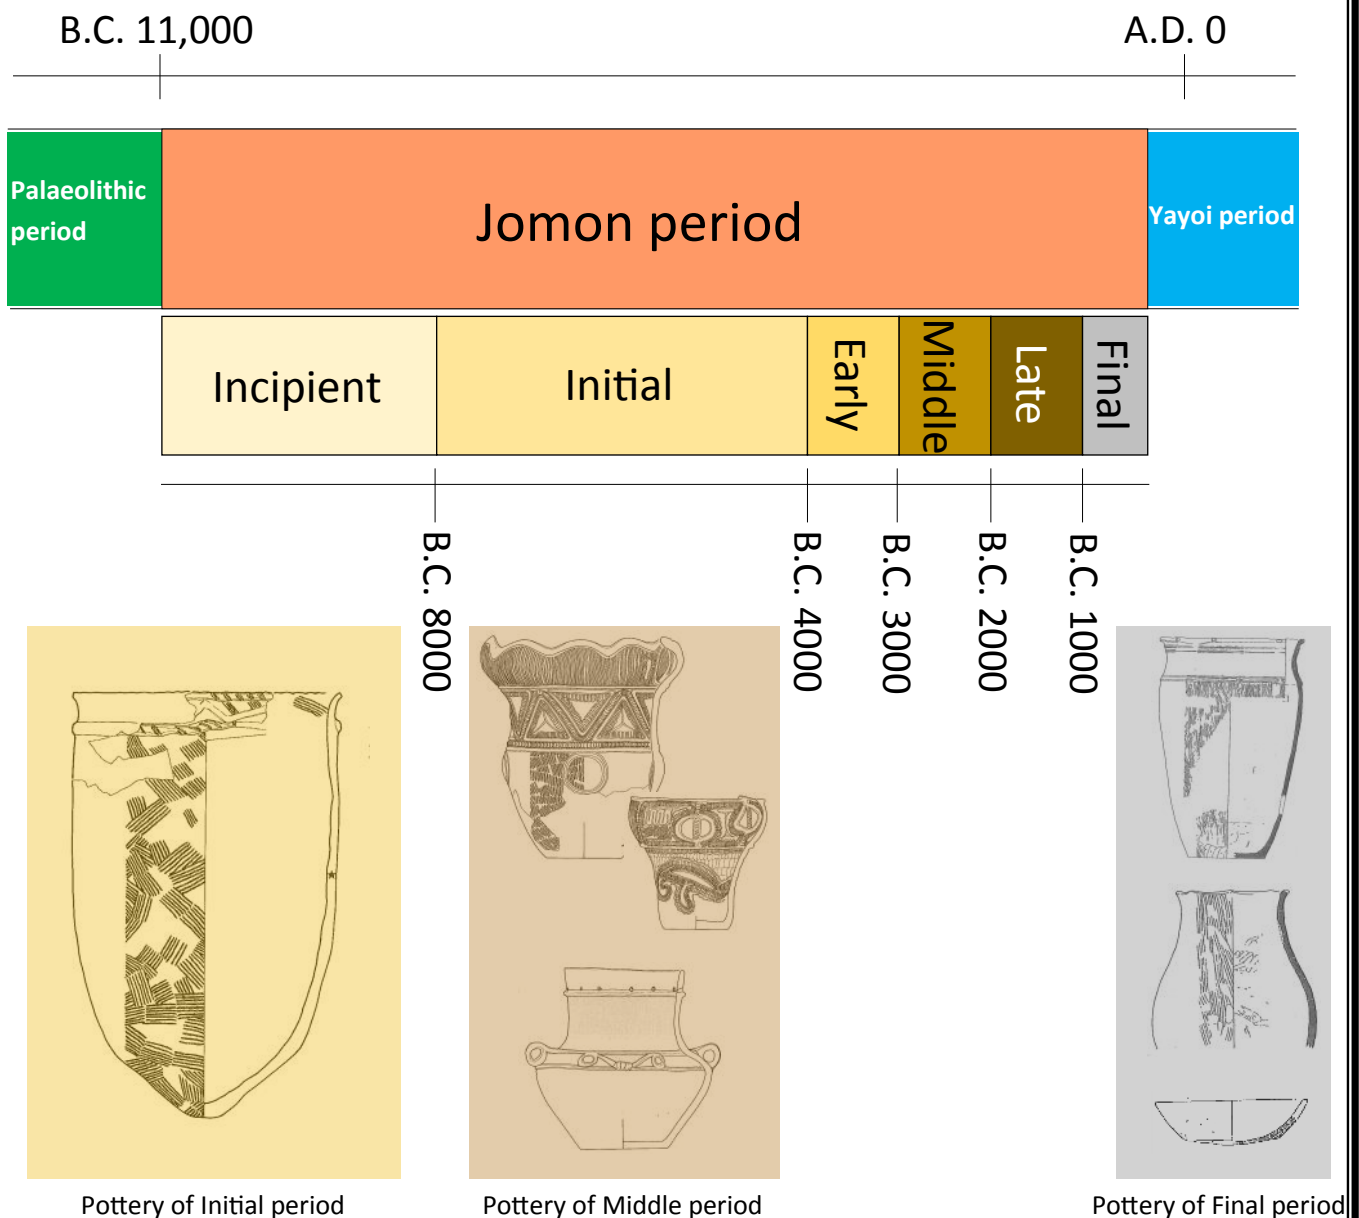 B.C. 11,000
A.D. 0
Palaeolithic
period
Jomon period
Yayoi period
Incipient
Initial
Early
Middle
Late
Final
B.C. 8000
B.C. 4000
B.C. 3000
B.C. 2000
B.C. 1000
Pottery of Initial period
Pottery of Middle period
Pottery of Final period